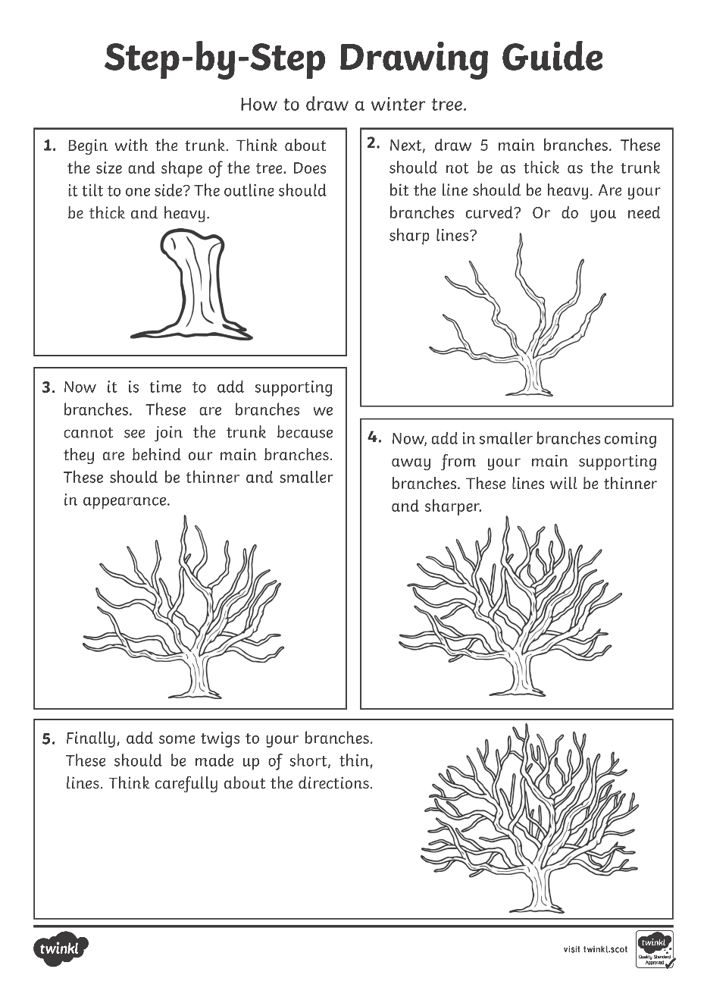 Step-by-Step Drawing Guide
How to draw a winter tree.
1. Begin with the trunk. Think about
the size and shape of the tree. Does
it tilt to one side? The outline should
be thick and heavy.
2. Next, draw 5 main branches. These
should not be as thick as the trunk
bit the line should be heavy. Are your
branches curved? Or do you need
sharp lines?
3. Now it is time to add supporting
branches. These are branches we
cannot see join the trunk because
they are behind our main branches.
These should be thinner and smaller
in appearance.
4. Now, add in smaller branches coming
away from your main supporting
branches. These lines will be thinner
and sharper.
5. Finally, add some twigs to your branches.
These should be made up of short, thin,
lines. Think carefully about the directions.
twinkl
visit twinkl.scot
twinkl
Quality Standard
Approved